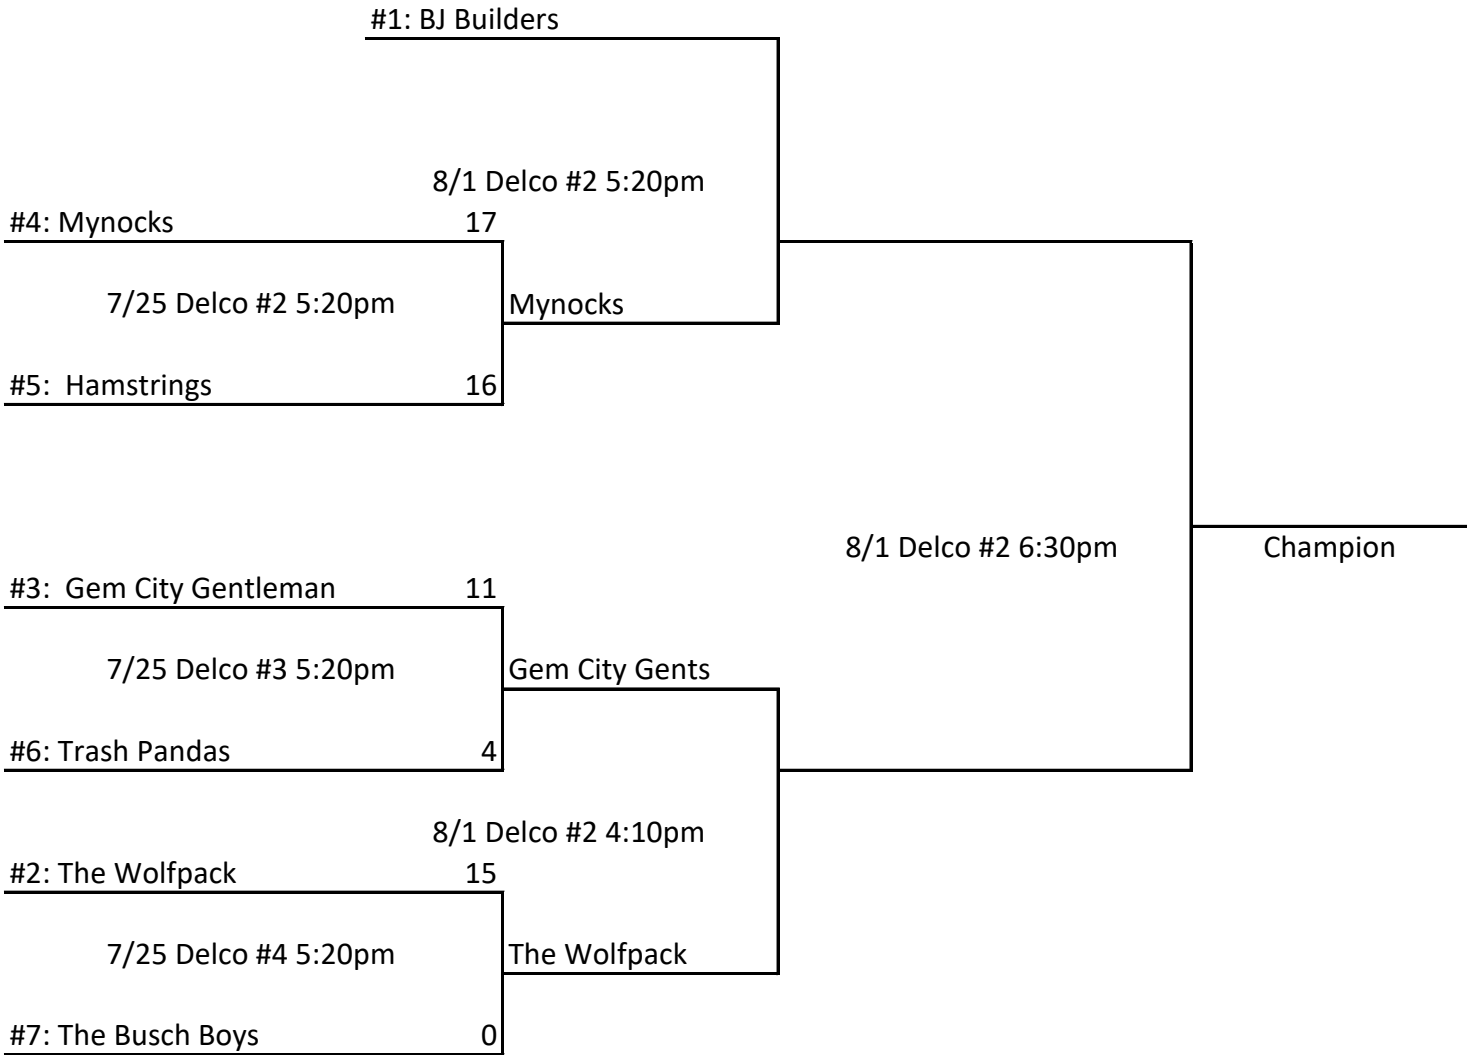 #1: BJ Builders
8/1 Delco #2 5:20pm
#4: Mynocks 17
7/25 Delco #2 5:20pm
Mynocks
#5:  Hamstrings 16
8/1 Delco #2 6:30pm
Champion
#3:  Gem City Gentleman 11
7/25 Delco #3 5:20pm
Gem City Gents
#6: Trash Pandas 4
8/1 Delco #2 4:10pm
#2: The Wolfpack 15
7/25 Delco #4 5:20pm
The Wolfpack
#7: The Busch Boys 0